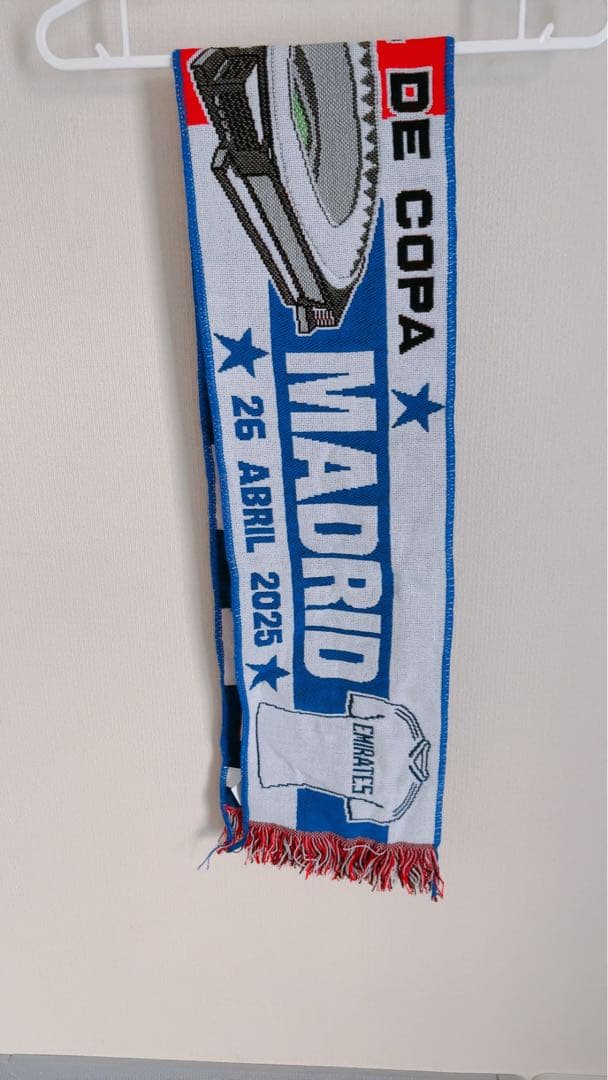 DE COPA
MADRID
26 ABRIL 2025
EMIRATES